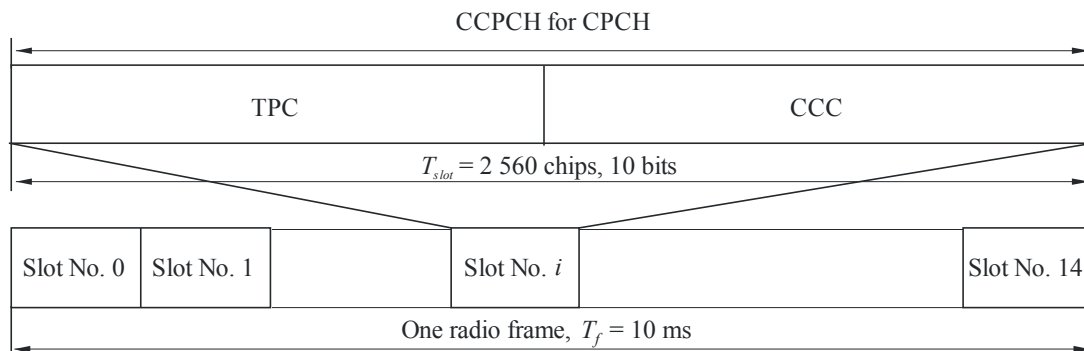 CCPCH for CPCH
TPC CCC
T_slot = 2 560 chips, 10 bits
Slot No. 0 Slot No. 1 Slot No. i Slot No. 14
One radio frame, T_f = 10 ms